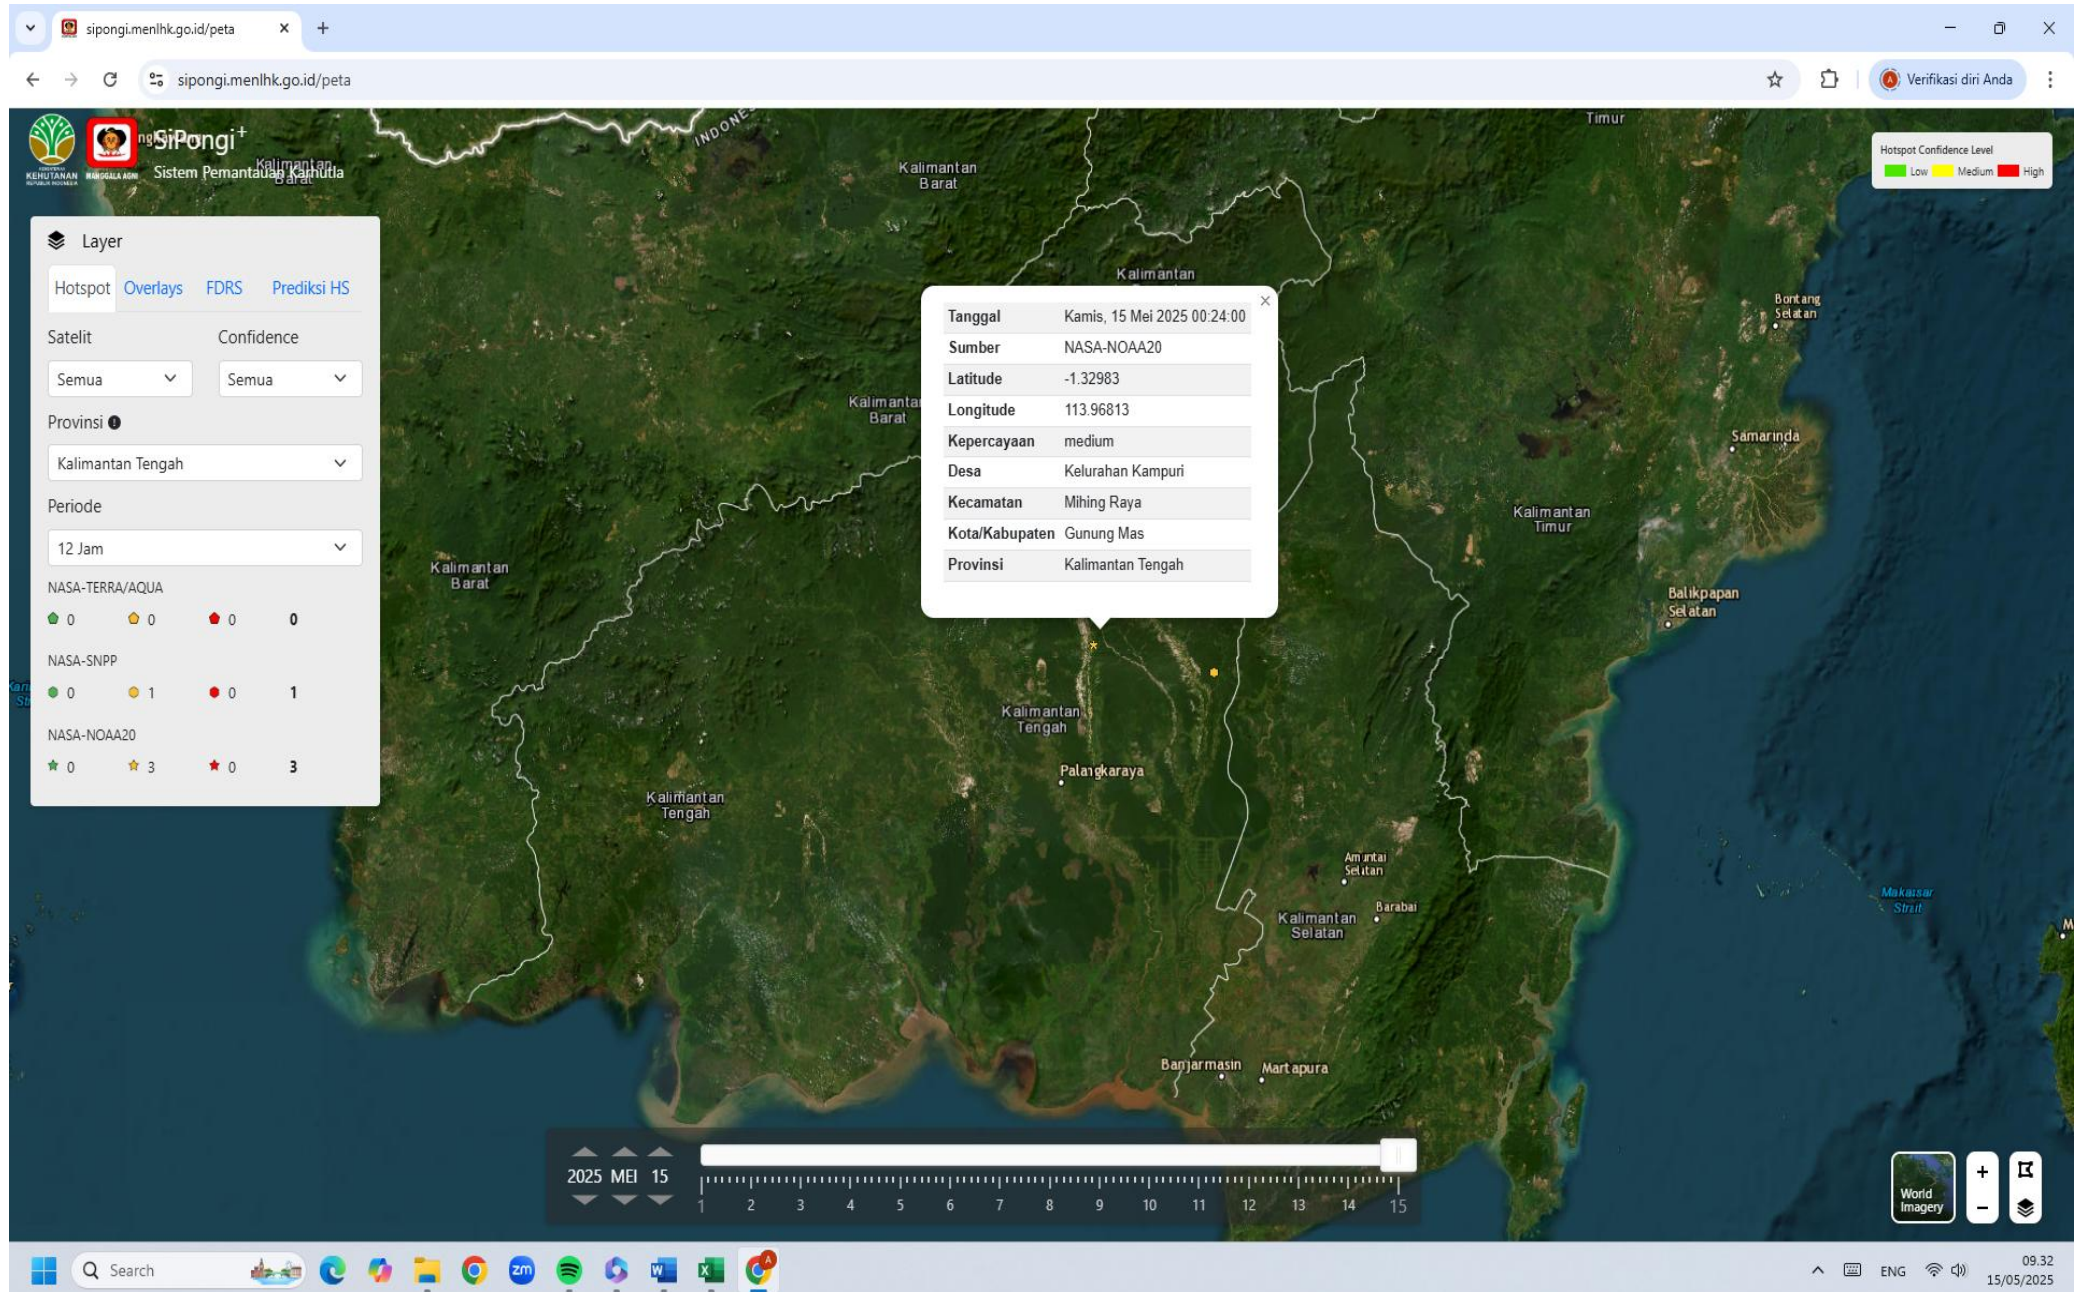 sipongi.menlhk.go.id/peta
sipongi.menlhk.go.id/peta
Verifikasi diri Anda
KEHUTANAN
MANGGALA AGNI
SiPongi+
Sistem Pemantauan Karhutla
Kalimantan
Barat
Layer
Hotspot Overlays FDRS Prediksi HS
Satelit Confidence
Semua Semua
Provinsi
Kalimantan Tengah
Periode
12 Jam
NASA-TERRA/AQUA
0 0 0 0
NASA-SNPP
0 1 0 1
NASA-NOAA20
0 3 0 3
Hotspot Confidence Level
Low Medium High
Timur
Kalimantan
Barat
Kalimantan
Tanggal Kamis, 15 Mei 2025 00:24:00
Sumber NASA-NOAA20
Latitude -1.32983
Longitude 113.96813
Kepercayaan medium
Desa Kelurahan Kampuri
Kecamatan Mihing Raya
Kota/Kabupaten Gunung Mas
Provinsi Kalimantan Tengah
Bontang
Selatan
Kalimanta
Barat
Samarinda
Kalimantan
Timur
Kalimantan
Barat
Balikpapan
Selatan
Kalimantan
Tengah
Palangkaraya
Kalimantan
Tengah
Amuntai
Selatan
Barabai
Kalimantan
Selatan
Makassar
Strait
Banjarmasin
Martapura
2025 MEI 15
1 2 3 4 5 6 7 8 9 10 11 12 13 14 15
World
Imagery
+
−
Search
zm
ENG
09.32
15/05/2025